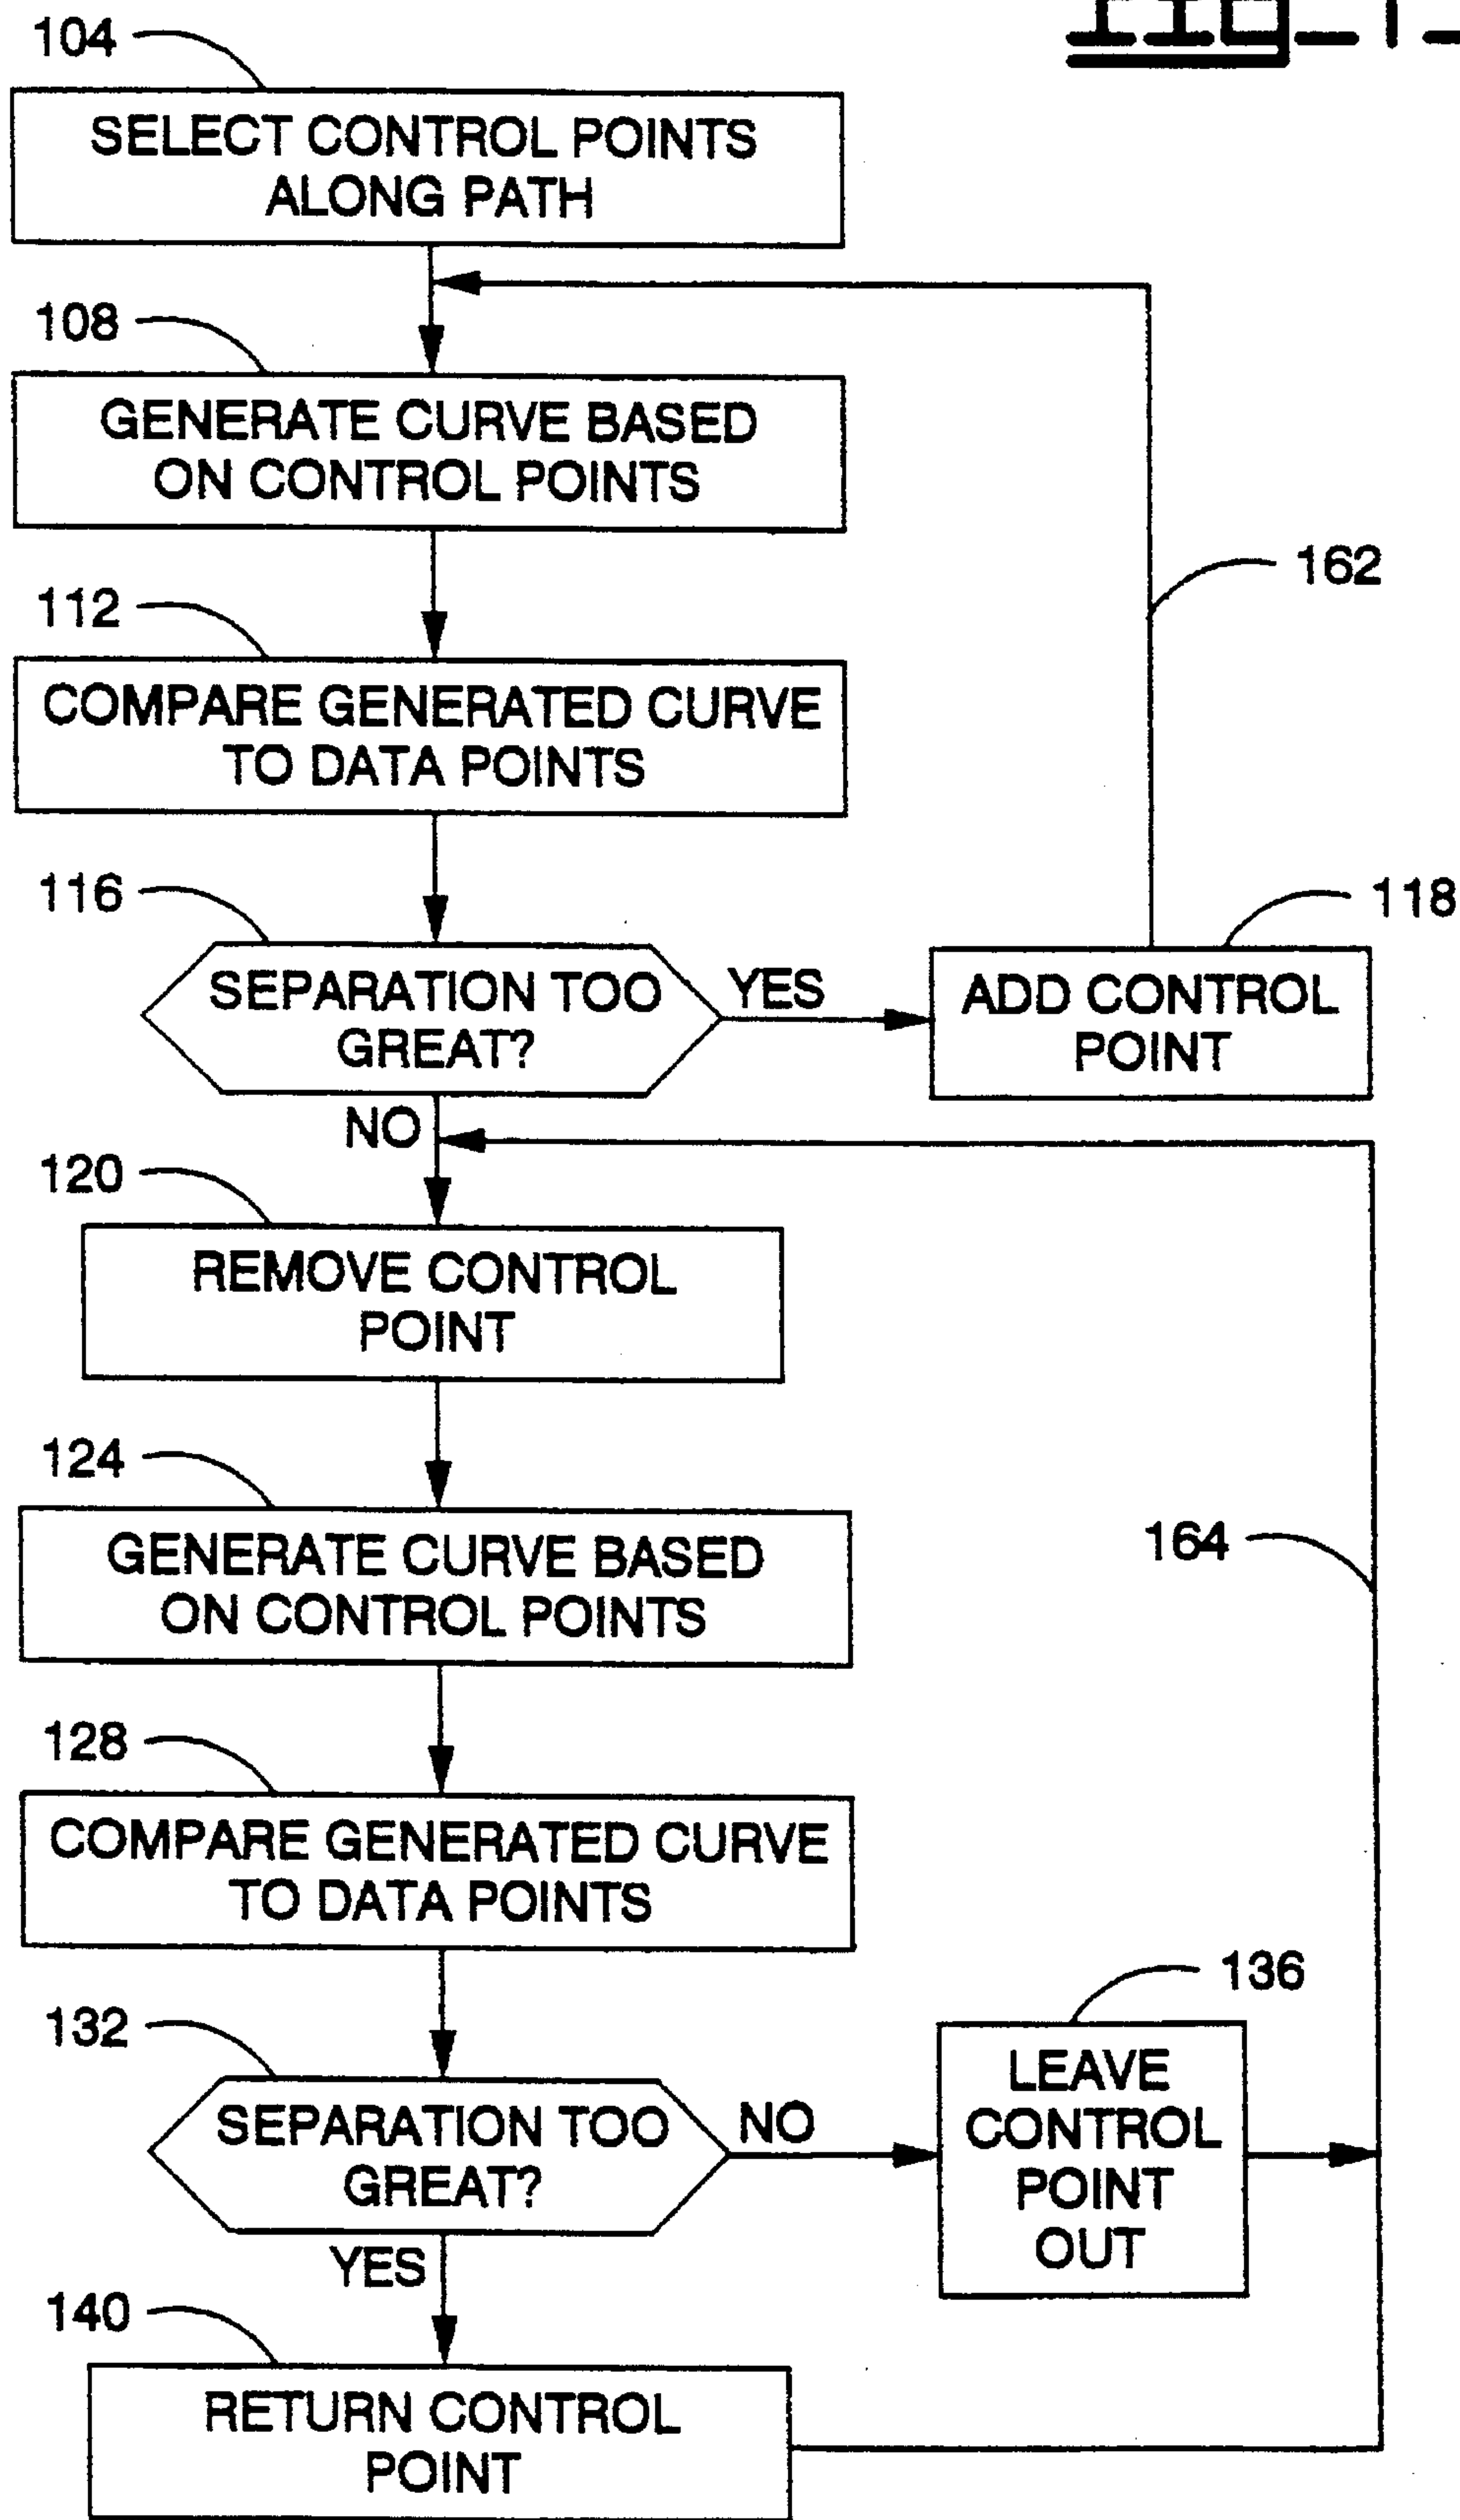 104
SELECT CONTROL POINTS
ALONG PATH
108
GENERATE CURVE BASED
ON CONTROL POINTS
162
112
COMPARE GENERATED CURVE
TO DATA POINTS
116
118
SEPARATION TOO
GREAT?
YES
ADD CONTROL
POINT
NO
120
REMOVE CONTROL
POINT
124
GENERATE CURVE BASED
ON CONTROL POINTS
164
128
COMPARE GENERATED CURVE
TO DATA POINTS
136
132
SEPARATION TOO
GREAT?
NO
LEAVE
CONTROL
POINT
OUT
YES
140
RETURN CONTROL
POINT